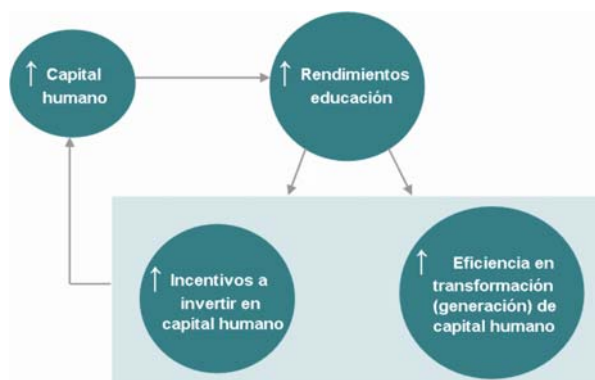 ↑ Capital
humano
↑ Rendimientos
educación
↑ Incentivos a
invertir en
capital humano
↑ Eficiencia en
transformación
(generación) de
capital humano